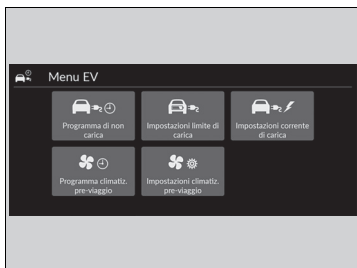 Menu EV
Programma di non
carica
Impostazioni limite di
carica
Impostazioni corrente
di carica
Programma climatiz.
pre-viaggio
Impostazioni climatiz.
pre-viaggio